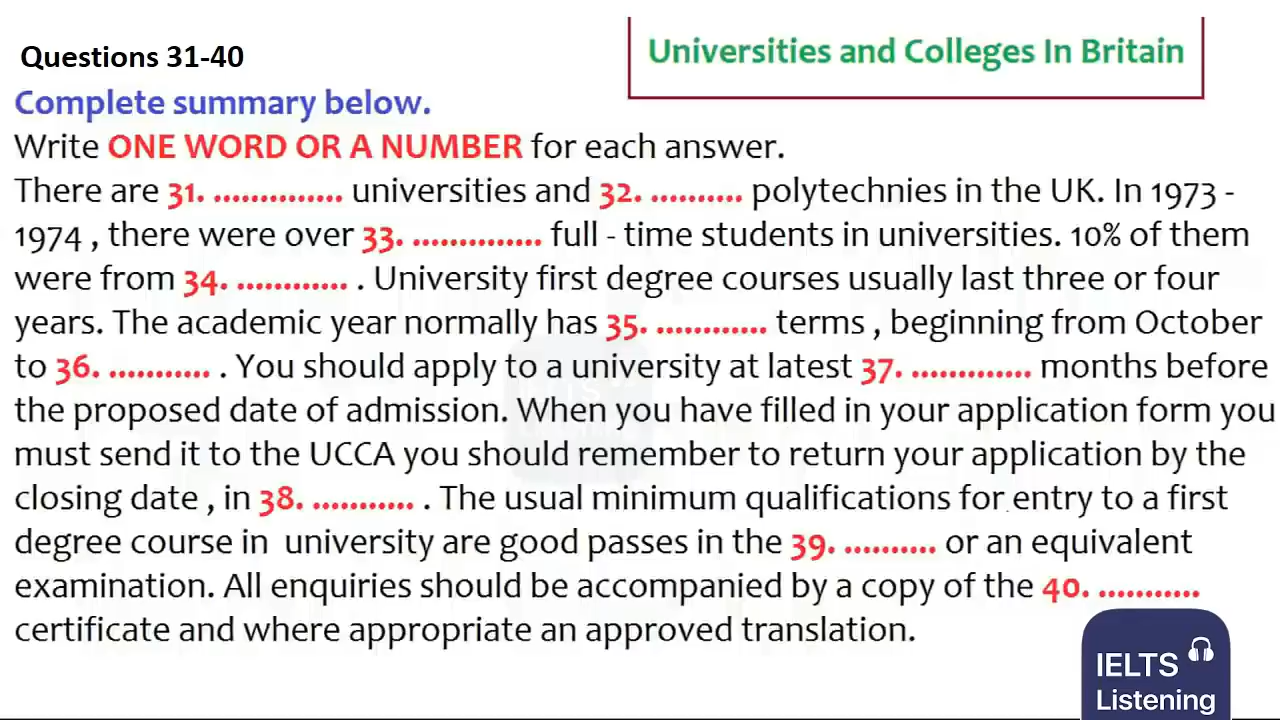 Questions 31-40
Universities and Colleges In Britain
Complete summary below.
Write ONE WORD OR A NUMBER for each answer.
There are 31. .............. universities and 32. .......... polytechnies in the UK. In 1973 -
1974 , there were over 33. .............. full - time students in universities. 10% of them
were from 34. ............ . University first degree courses usually last three or four
years. The academic year normally has 35. ............ terms , beginning from October
to 36. ........... . You should apply to a university at latest 37. ............. months before
the proposed date of admission. When you have filled in your application form you
must send it to the UCCA you should remember to return your application by the
closing date , in 38. ........... . The usual minimum qualifications for entry to a first
degree course in university are good passes in the 39. .......... or an equivalent
examination. All enquiries should be accompanied by a copy of the 40. ...........
certificate and where appropriate an approved translation.
IELTS
Listening